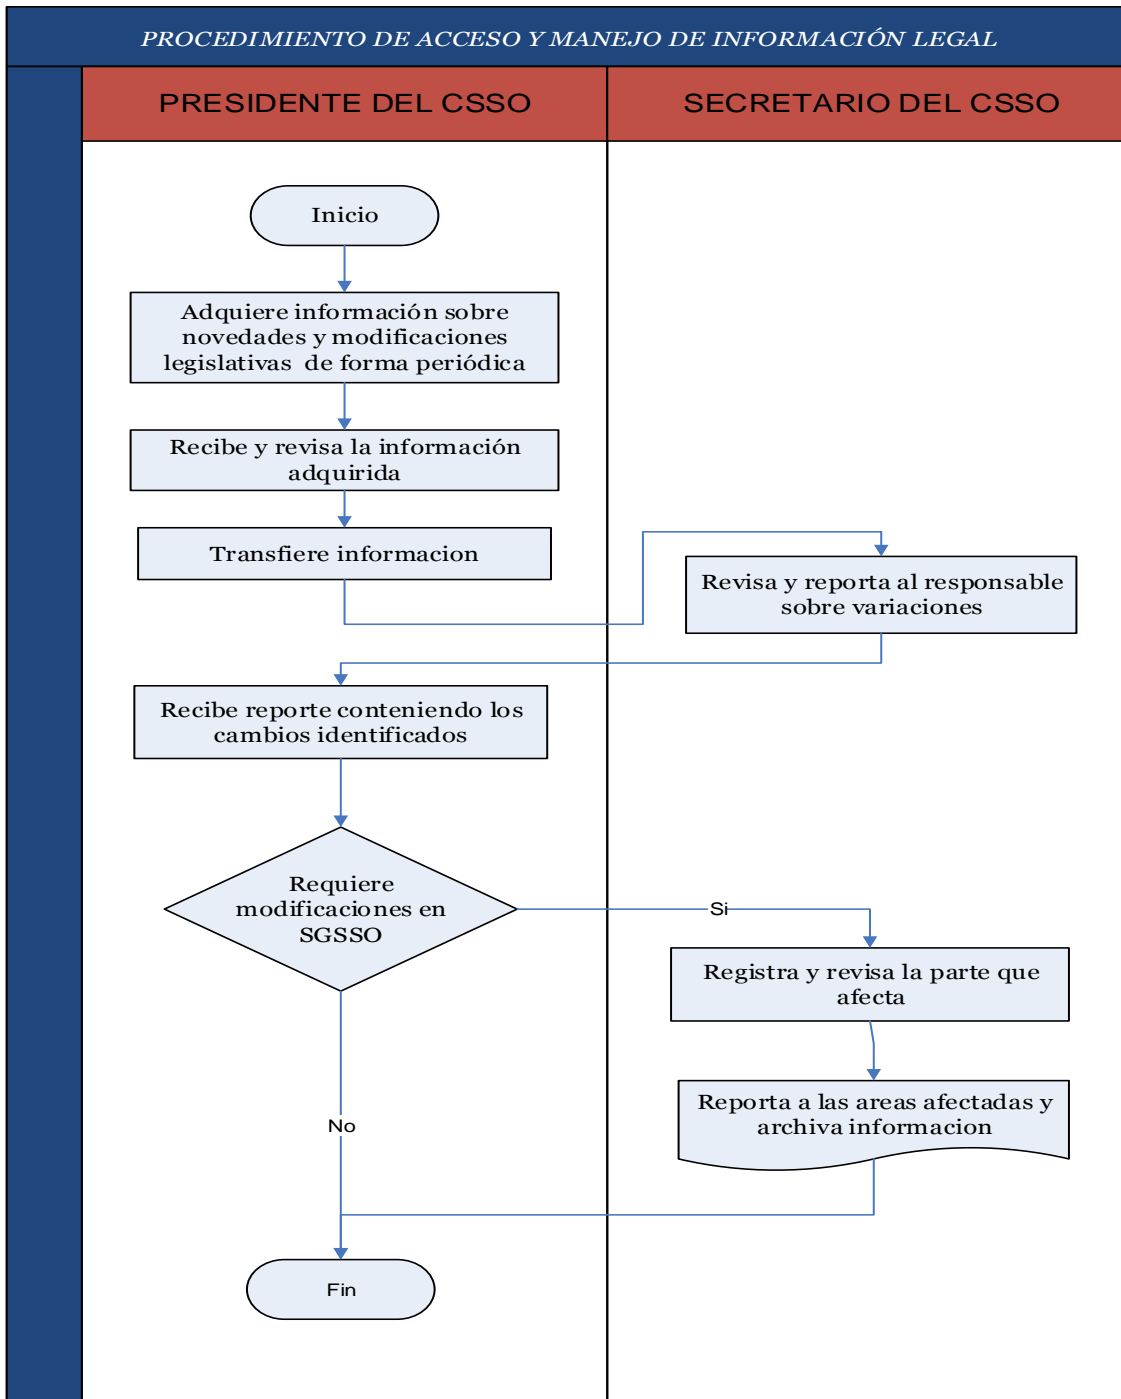 PROCEDIMIENTO DE ACCESO Y MANEJO DE INFORMACIÓN LEGAL
PRESIDENTE DEL CSSO
SECRETARIO DEL CSSO
Inicio
Adquiere información sobre
novedades y modificaciones
legislativas de forma periódica
Recibe y revisa la información
adquirida
Transfiere informacion
Revisa y reporta al responsable
sobre variaciones
Recibe reporte conteniendo los
cambios identificados
Requiere
modificaciones en
SGSSO
Si
Registra y revisa la parte que
afecta
Reporta a las areas afectadas y
archiva informacion
No
Fin